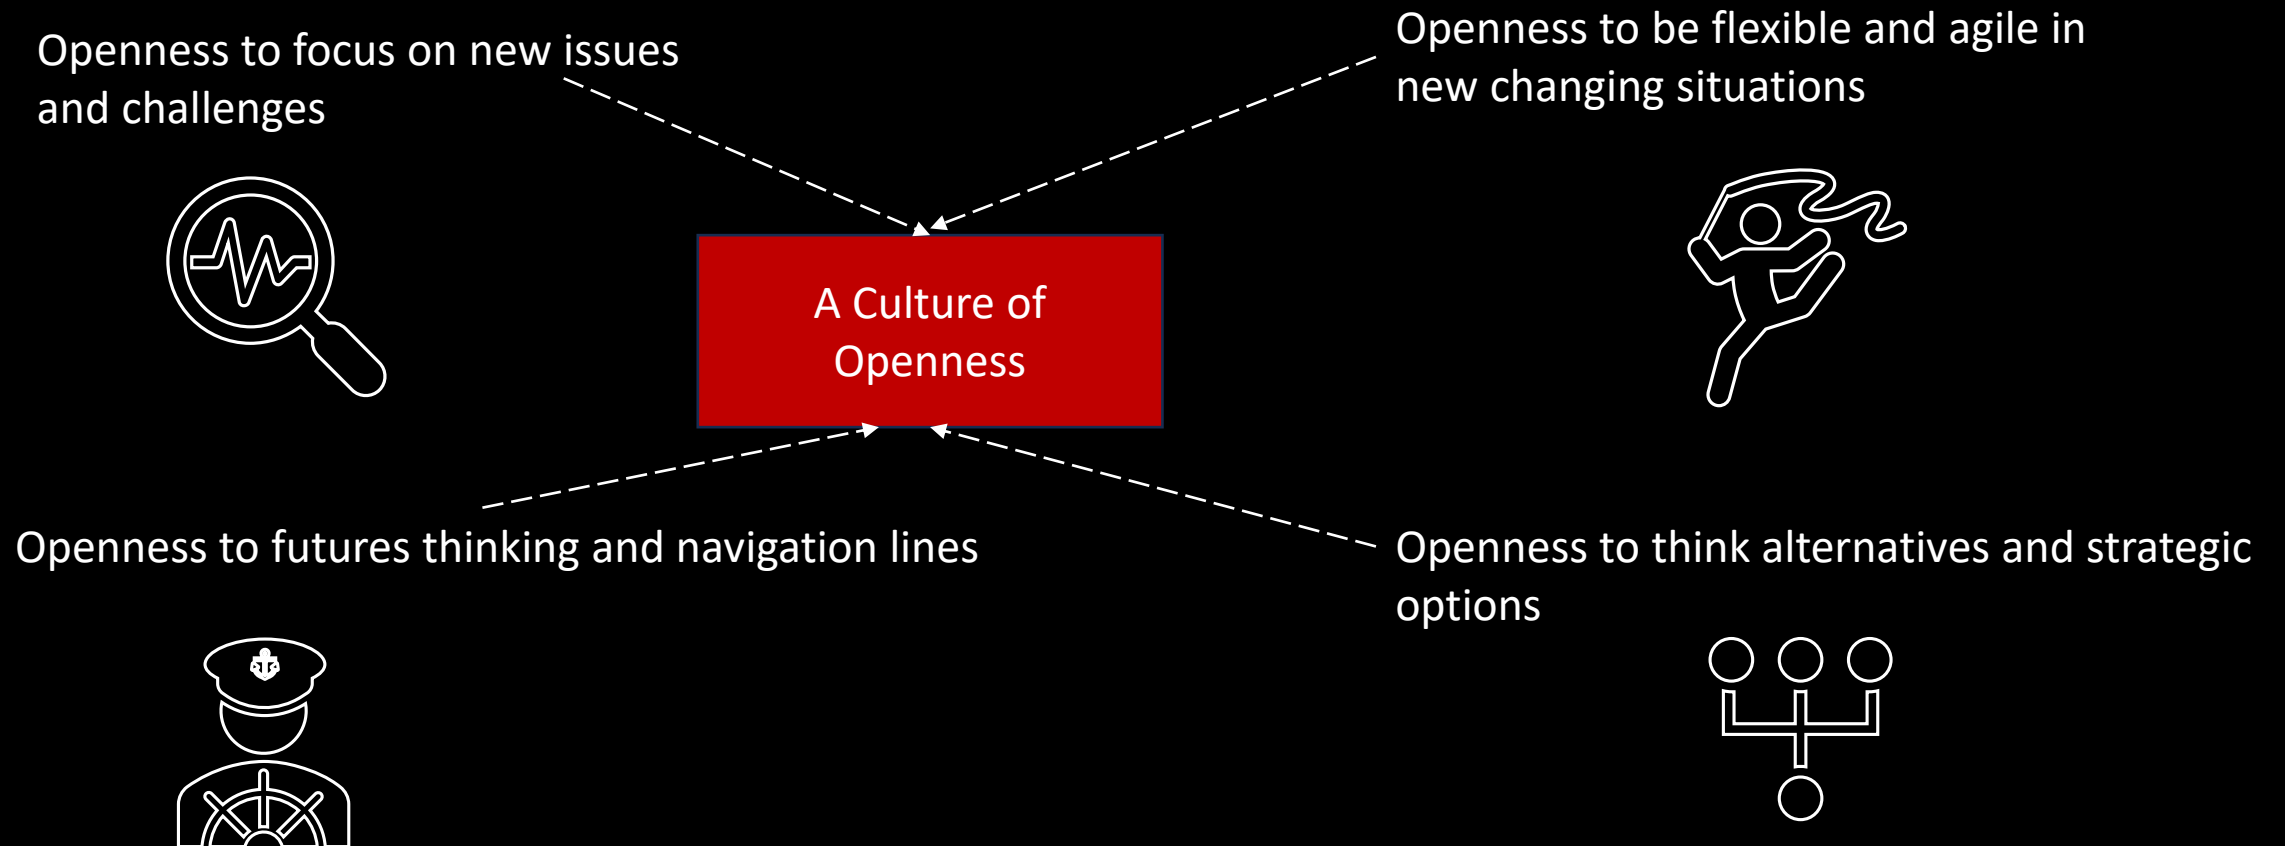 Openness to focus on new issues
and challenges
Openness to be flexible and agile in
new changing situations
A Culture of
Openness
Openness to futures thinking and navigation lines
Openness to think alternatives and strategic
options